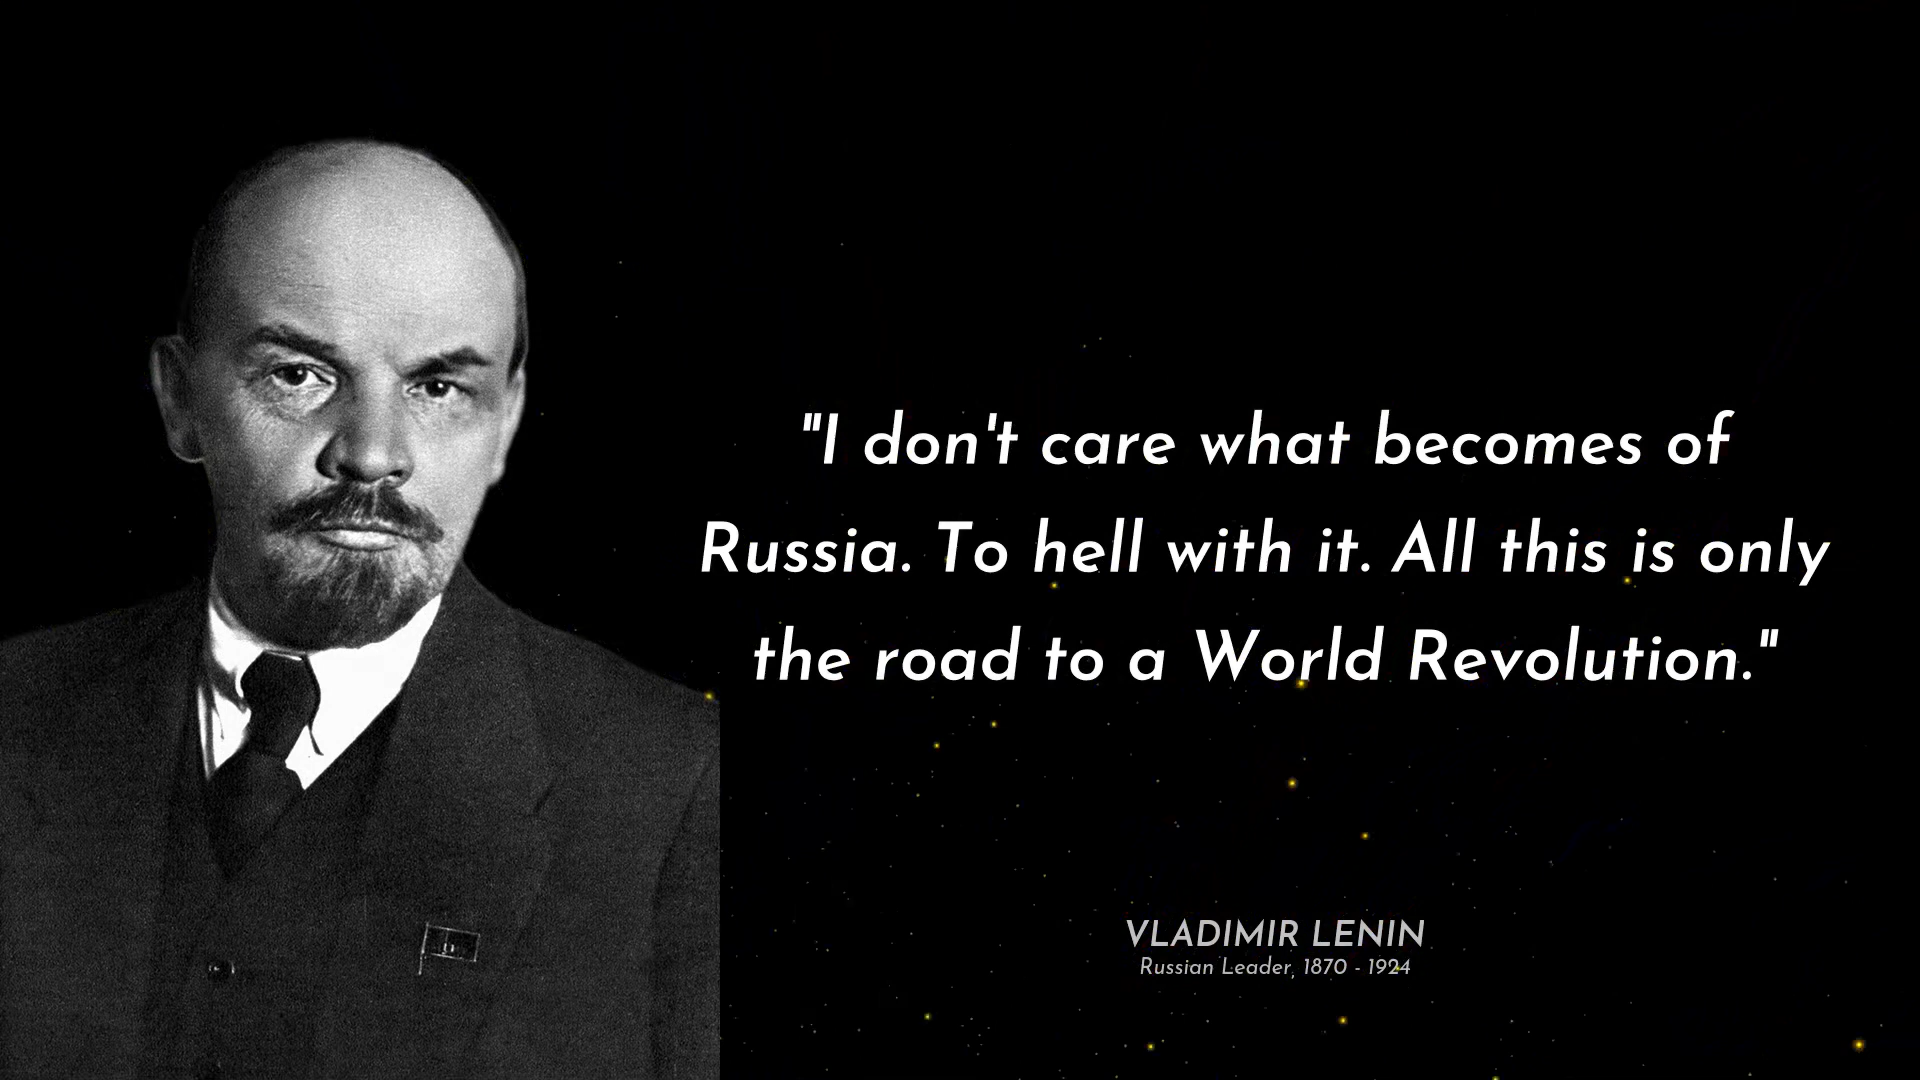 "I don't care what becomes of
Russia. To hell with it. All this is only
the road to a World Revolution."
VLADIMIR LENIN
Russian Leader, 1870 - 1924